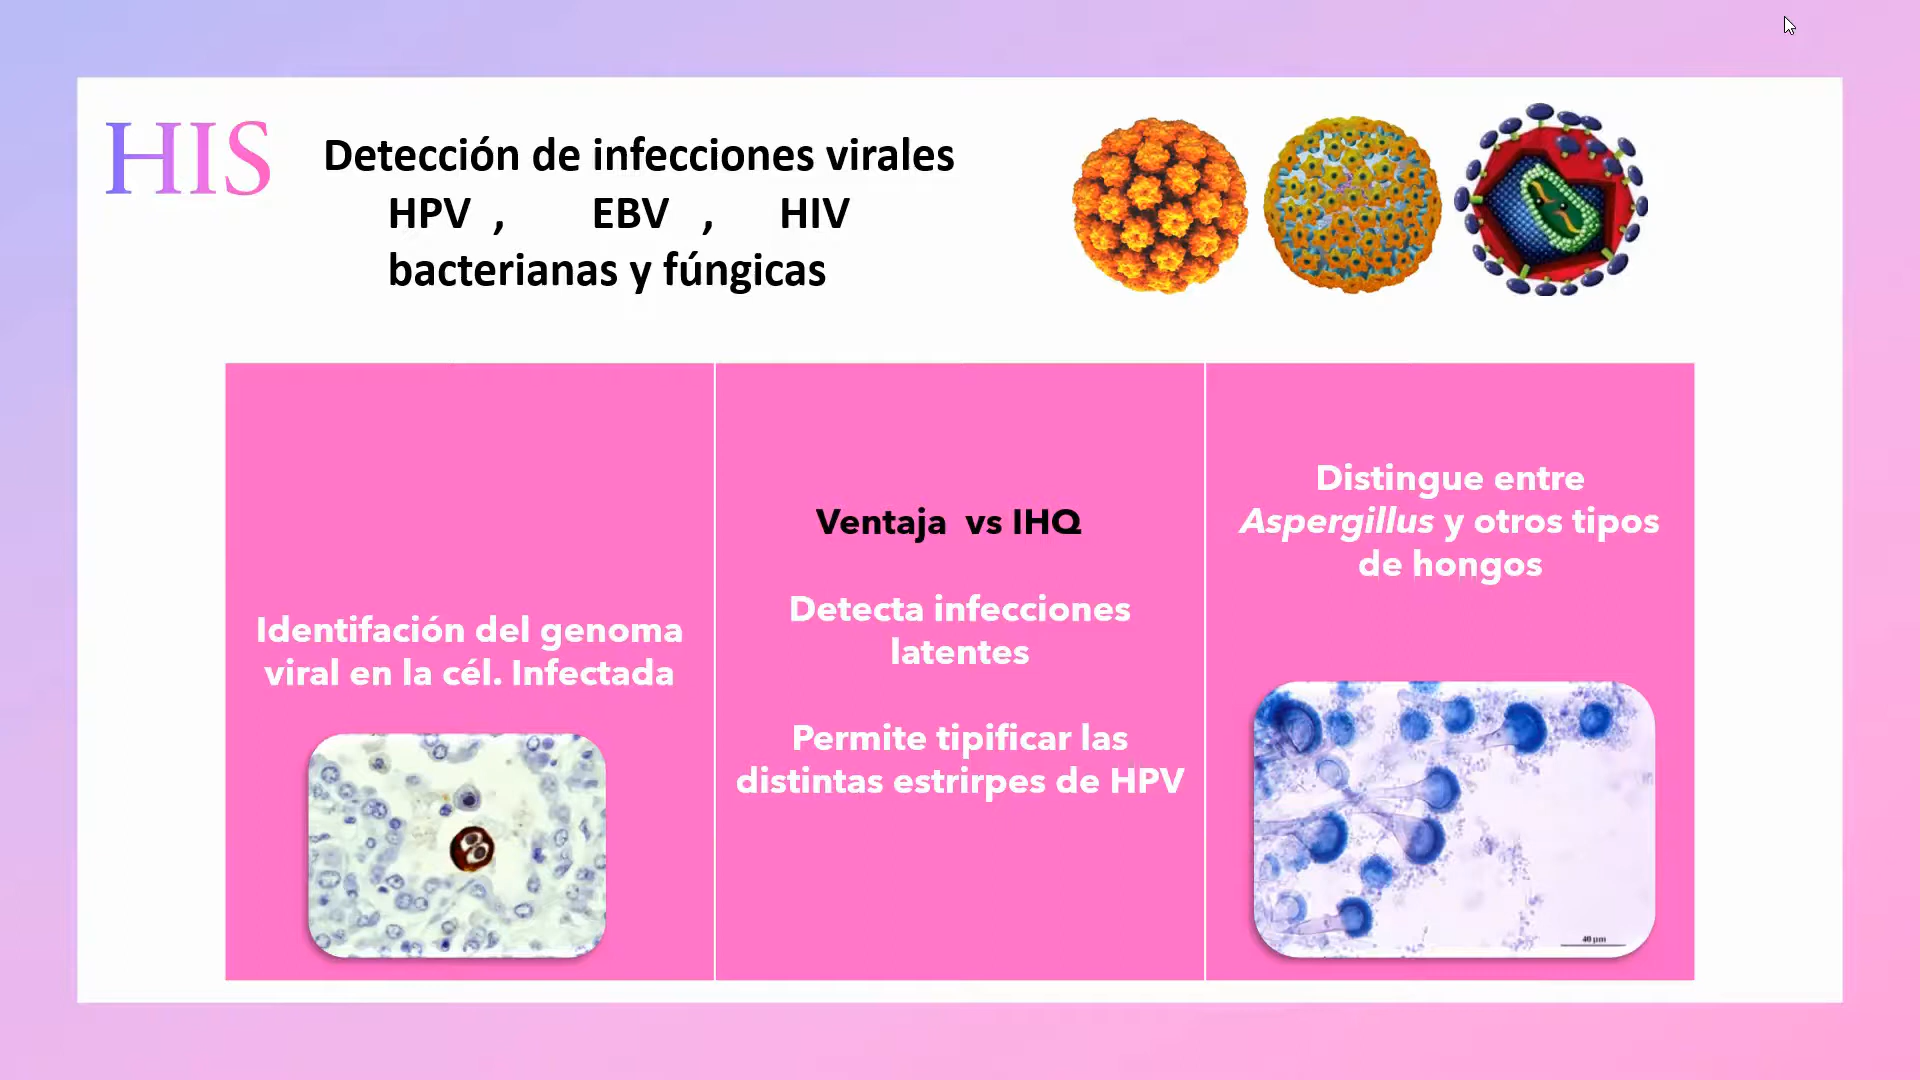 HIS
Detección de infecciones virales
HPV , EBV , HIV
bacterianas y fúngicas
Identifación del genoma
viral en la cél. Infectada
Ventaja vs IHQ
Detecta infecciones
latentes
Permite tipificar las
distintas estrirpes de HPV
Distingue entre
Aspergillus y otros tipos
de hongos
40 µm